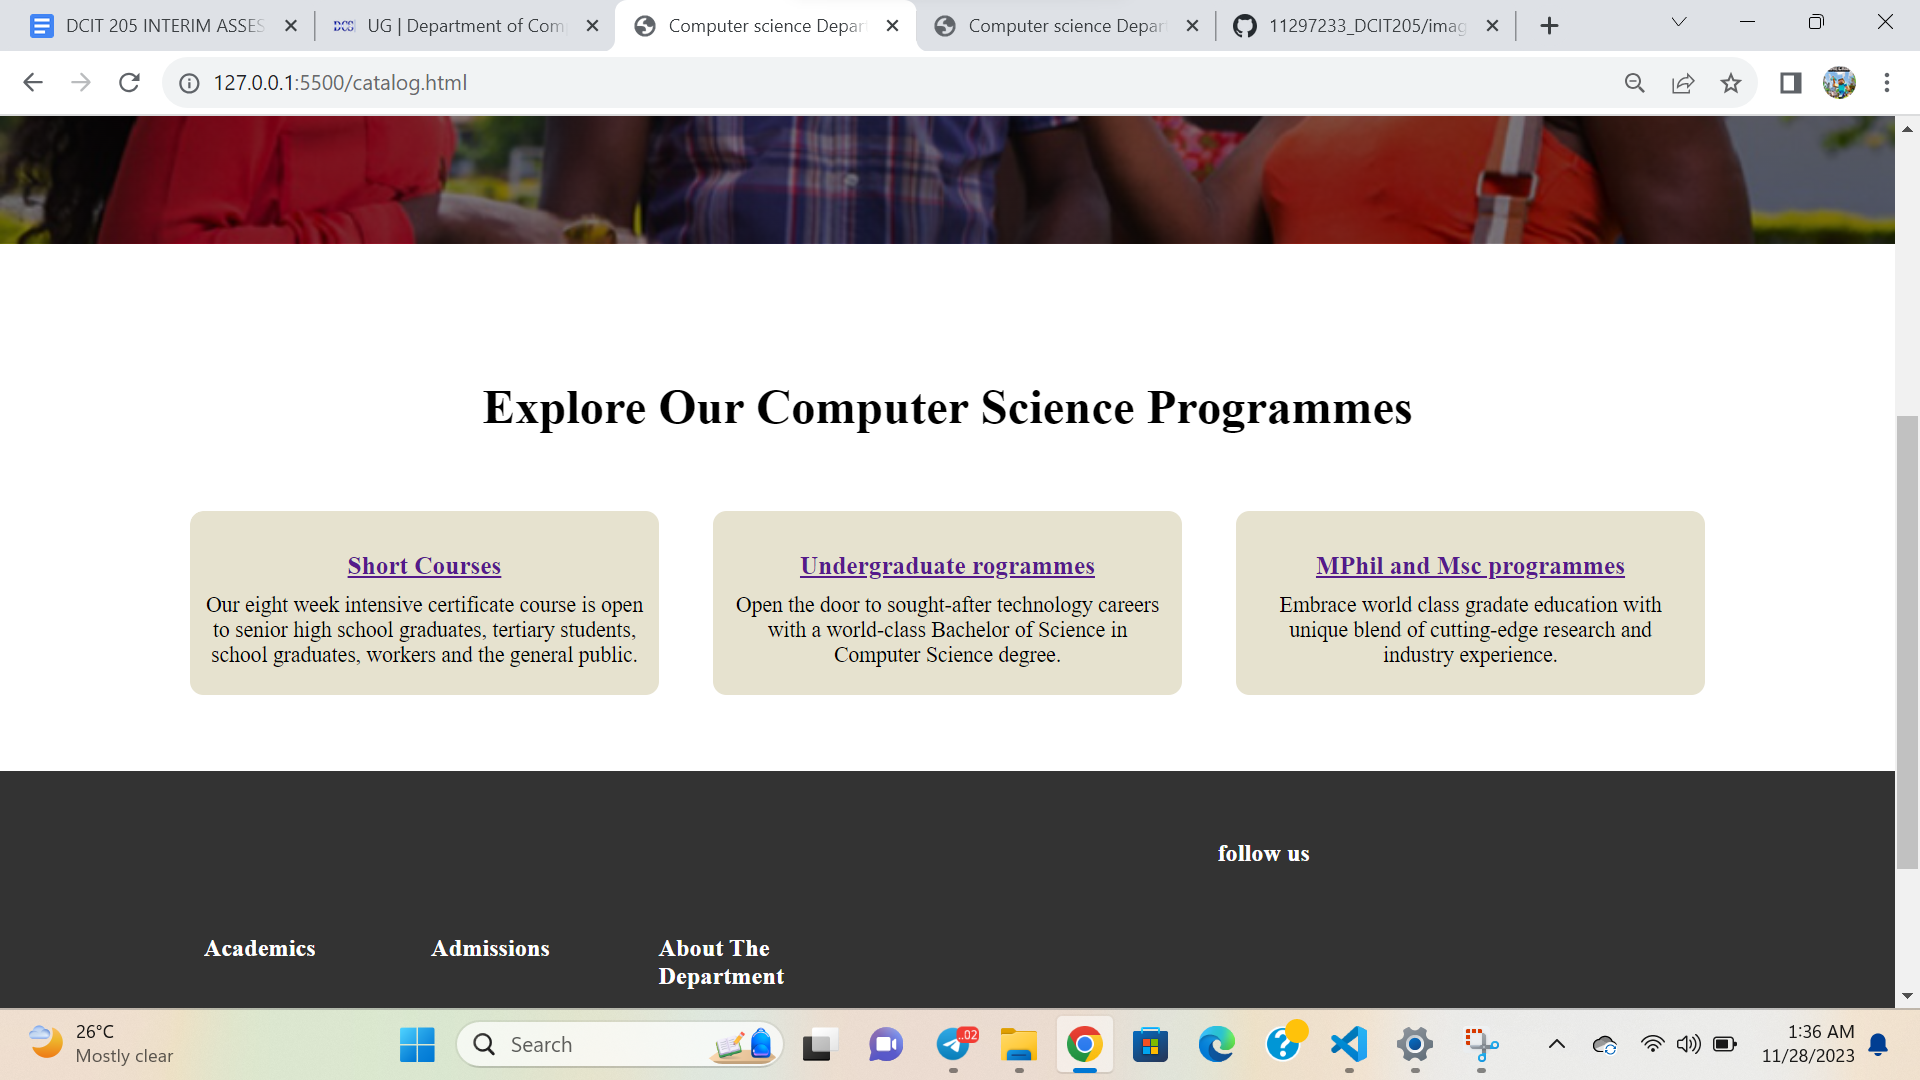 DCIT 205 INTERIM ASSES
DCS UG | Department of Com
Computer science Depar
Computer science Depar
11297233_DCIT205/imag
127.0.0.1:5500/catalog.html
Explore Our Computer Science Programmes
Short Courses
Our eight week intensive certificate course is open
to senior high school graduates, tertiary students,
school graduates, workers and the general public.
Undergraduate rogrammes
Open the door to sought-after technology careers
with a world-class Bachelor of Science in
Computer Science degree.
MPhil and Msc programmes
Embrace world class gradate education with
unique blend of cutting-edge research and
industry experience.
follow us
Academics
Admissions
About The
Department
26°C
Mostly clear
Search
..02
1:36 AM
11/28/2023